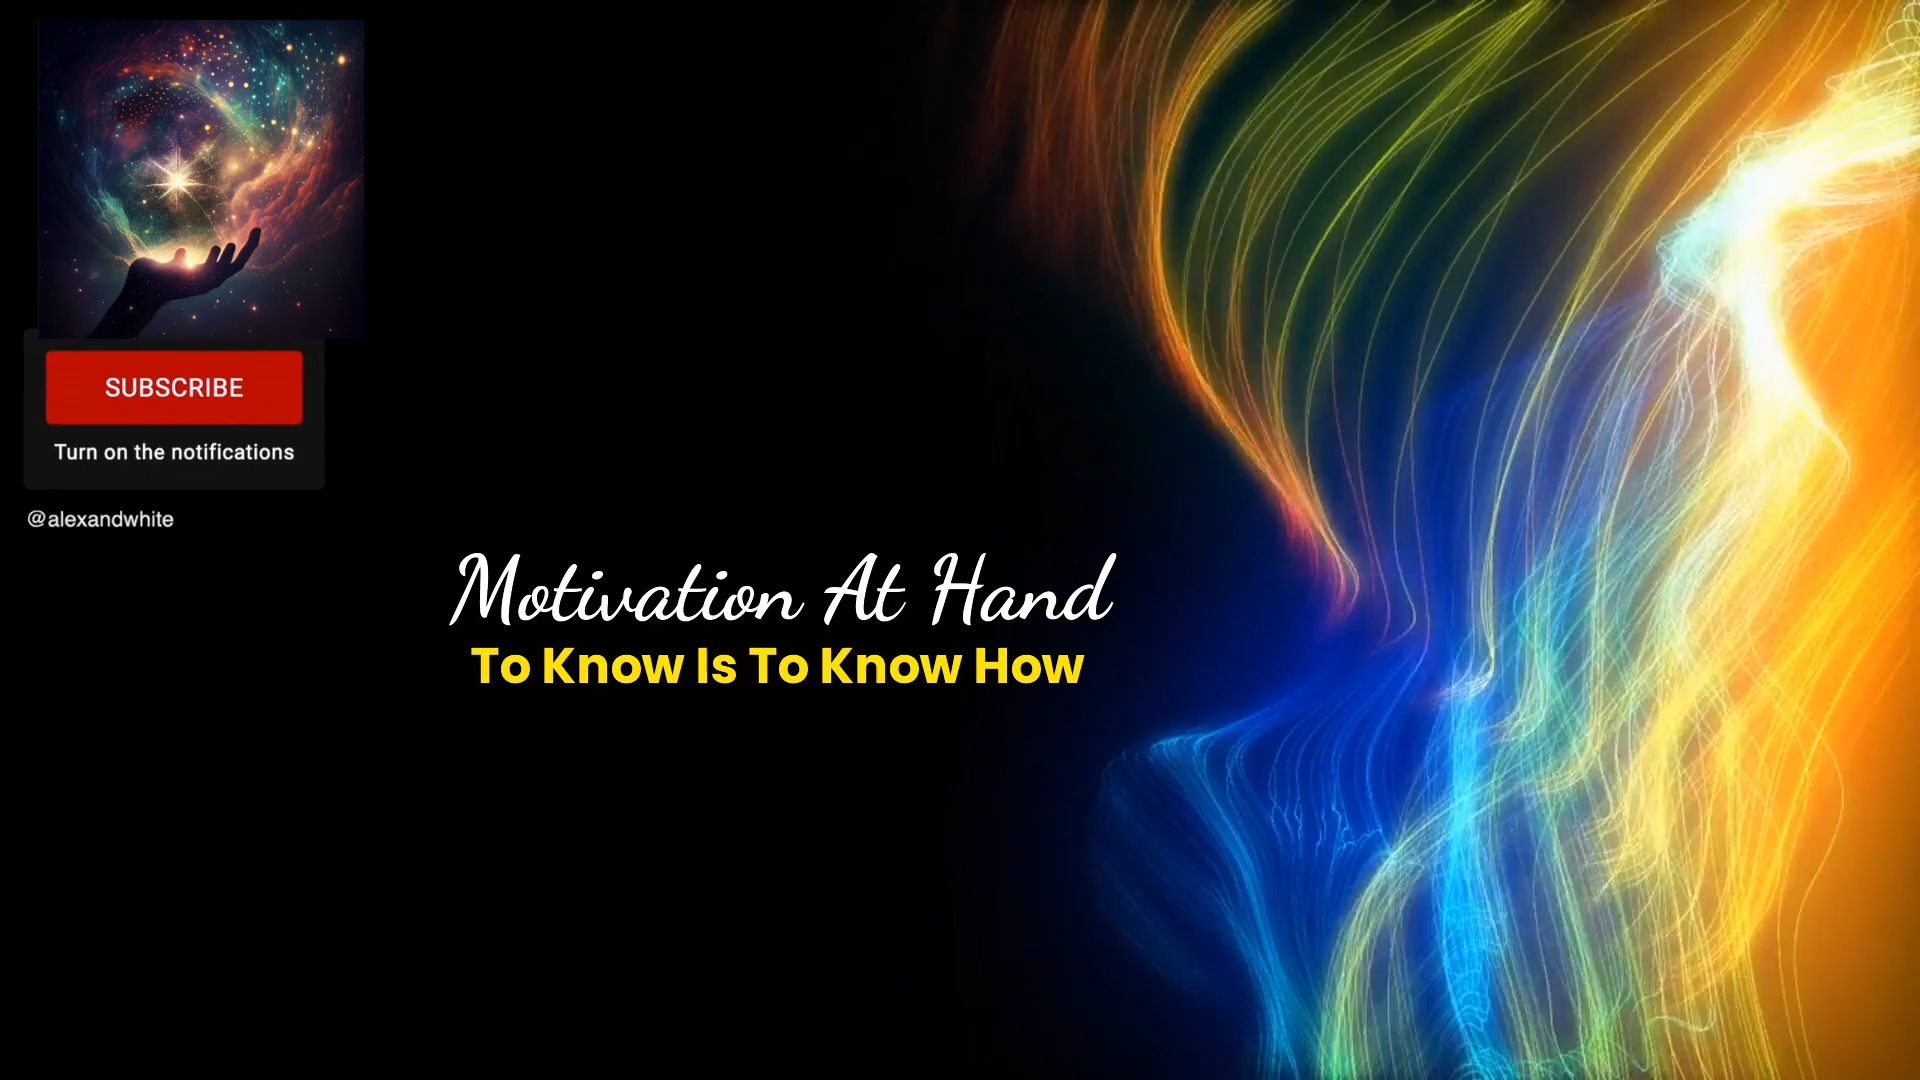 SUBSCRIBE
Turn on the notifications
@alexandwhite
Motivation At Hand
To Know Is To Know How